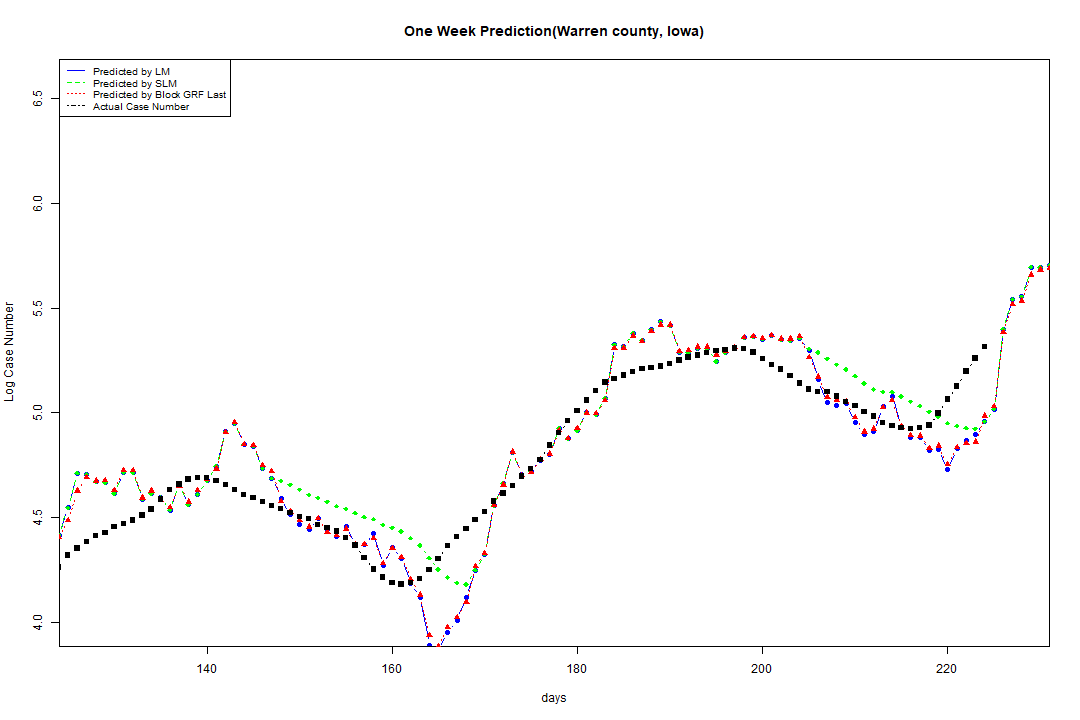 One Week Prediction(Warren county, Iowa)
Predicted by LM
Predicted by SLM
Predicted by Block GRF Last
Actual Case Number
6.5
6.0
5.5
5.0
4.5
4.0
Log Case Number
140 160 180 200 220
days